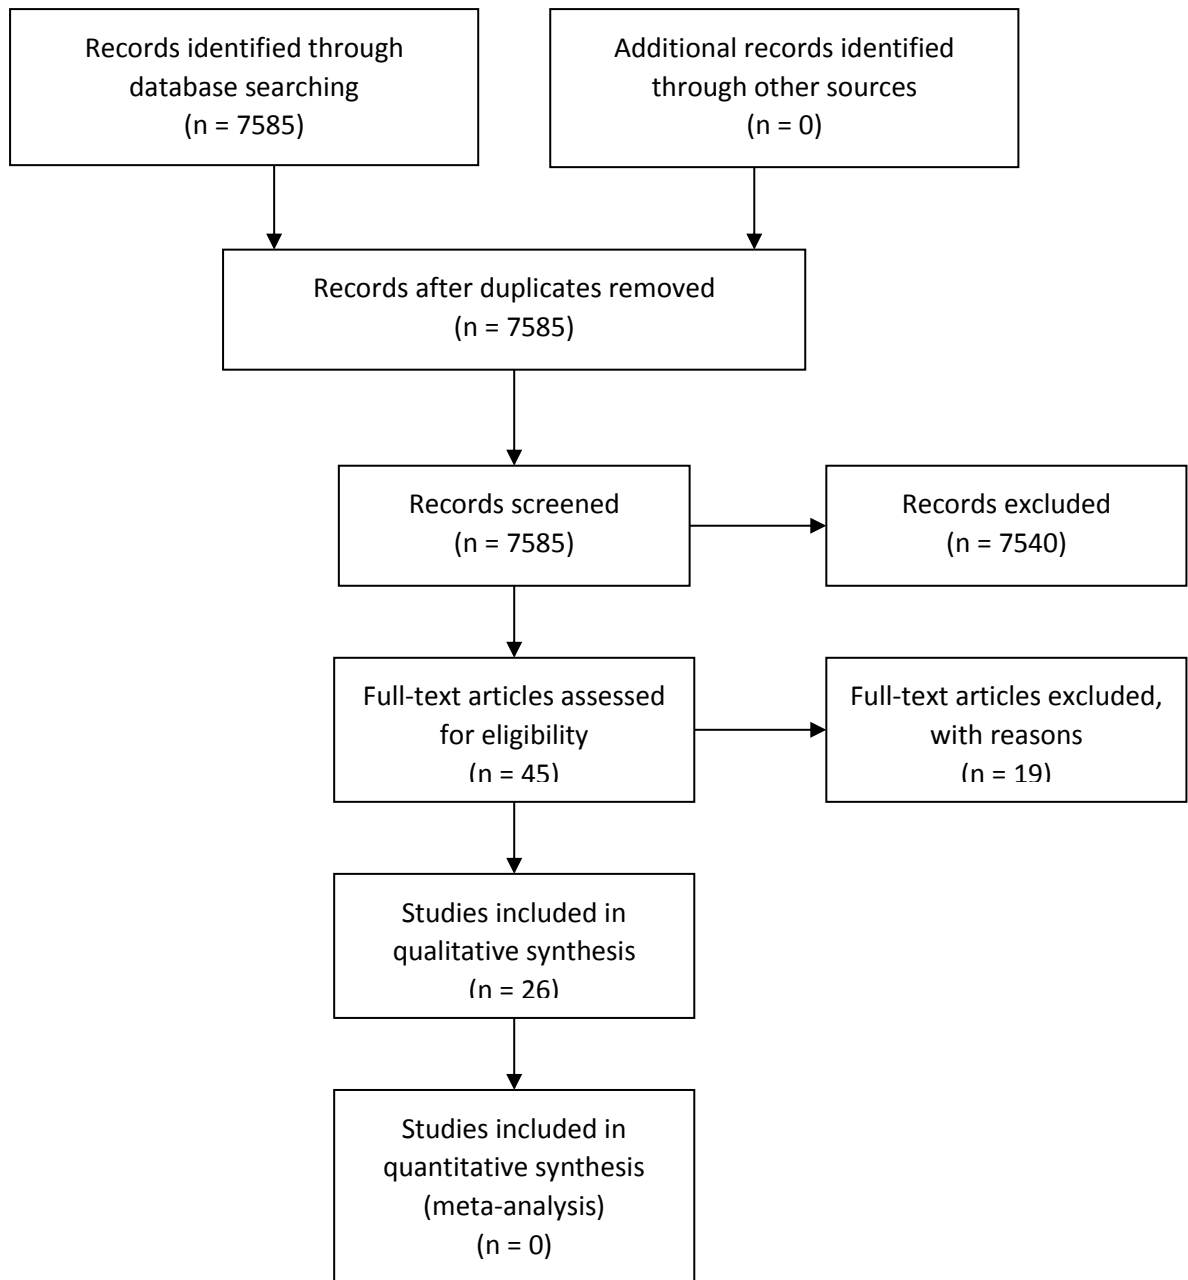 Records identified through
database searching
(n = 7585)
Additional records identified
through other sources
(n = 0)
Records after duplicates removed
(n = 7585)
Records screened
(n = 7585)
Records excluded
(n = 7540)
Full-text articles assessed
for eligibility
(n = 45)
Full-text articles excluded,
with reasons
(n = 19)
Studies included in
qualitative synthesis
(n = 26)
Studies included in
quantitative synthesis
(meta-analysis)
(n = 0)